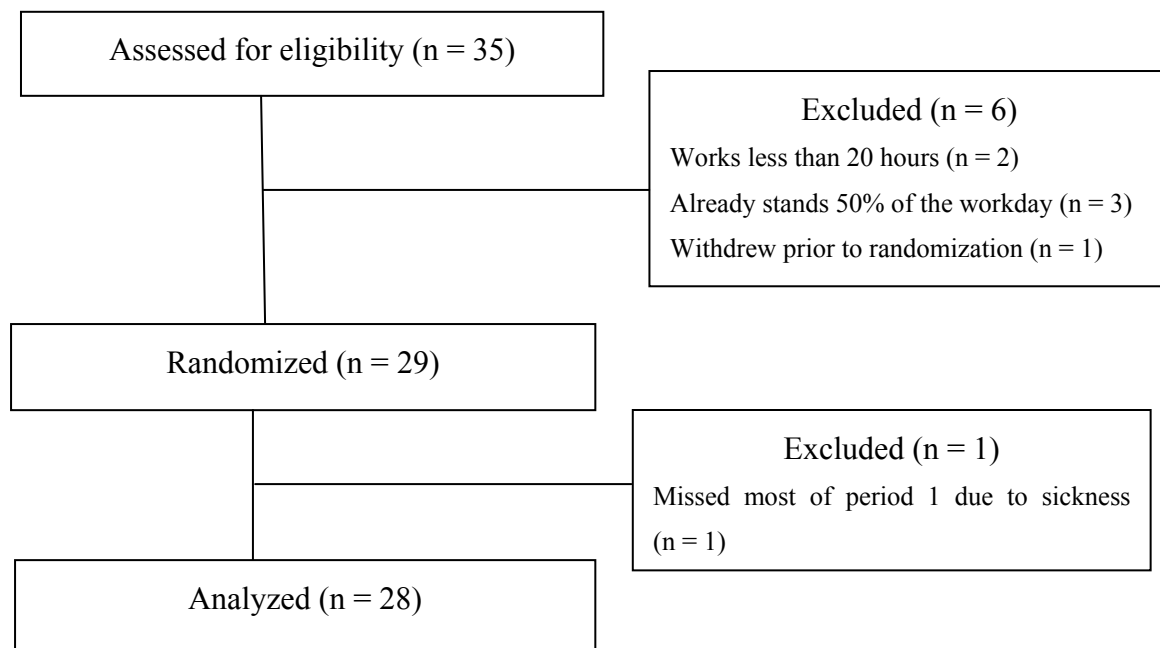 Assessed for eligibility (n = 35)
Excluded (n = 6)
Works less than 20 hours (n = 2)
Already stands 50% of the workday (n = 3)
Withdrew prior to randomization (n = 1)
Randomized (n = 29)
Excluded (n = 1)
Missed most of period 1 due to sickness
(n = 1)
Analyzed (n = 28)